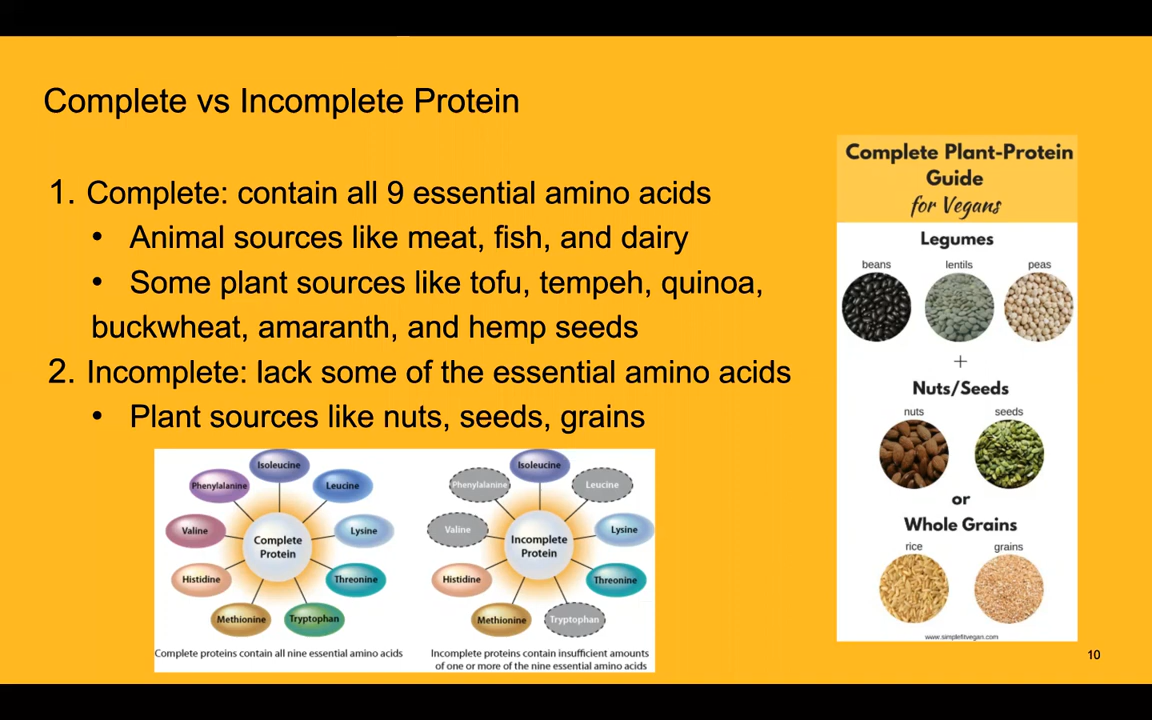 Complete vs Incomplete Protein
1. Complete: contain all 9 essential amino acids
• Animal sources like meat, fish, and dairy
• Some plant sources like tofu, tempeh, quinoa,
buckwheat, amaranth, and hemp seeds
2. Incomplete: lack some of the essential amino acids
• Plant sources like nuts, seeds, grains
Isoleucine
Phenylalanine
Leucine
Valine
Lysine
Complete
Protein
Histidine
Threonine
Methionine
Tryptophan
Complete proteins contain all nine essential amino acids
Isoleucine
Phenylalanine
Leucine
Valine
Lysine
Incomplete
Protein
Histidine
Threonine
Methionine
Tryptophan
Incomplete proteins contain insufficient amounts
of one or more of the nine essential amino acids
Complete Plant-Protein
Guide
for Vegans
Legumes
beans lentils peas
+
Nuts/Seeds
nuts seeds
or
Whole Grains
rice grains
www.simplefitvegan.com
10